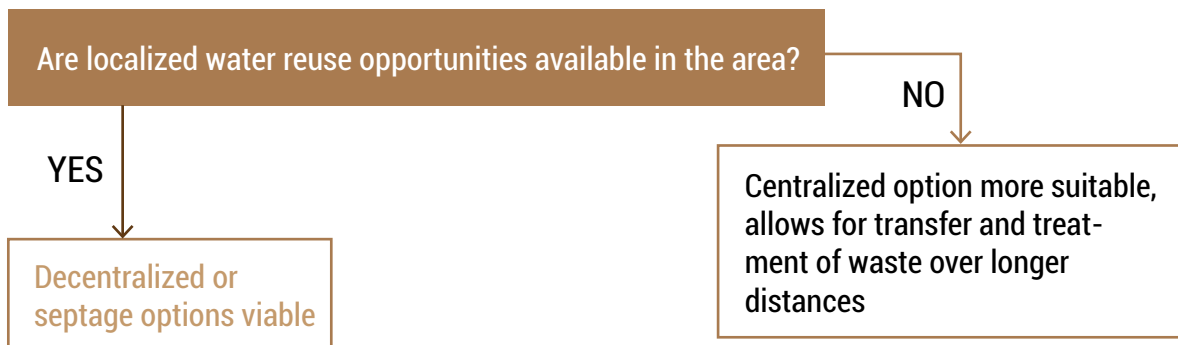 Are localized water reuse opportunities available in the area?
NO
YES
Centralized option more suitable,
allows for transfer and treat-
ment of waste over longer
distances
Decentralized or
septage options viable